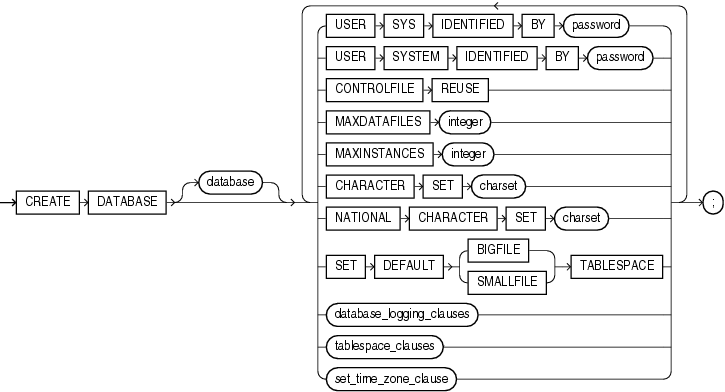 USER SYS IDENTIFIED BY password
USER SYSTEM IDENTIFIED BY password
CONTROLFILE REUSE
MAXDATAFILES integer
MAXINSTANCES integer
CHARACTER SET charset
CREATE DATABASE database
NATIONAL CHARACTER SET charset
;
SET DEFAULT BIGFILE TABLESPACE
SMALLFILE
database_logging_clauses
tablespace_clauses
set_time_zone_clause